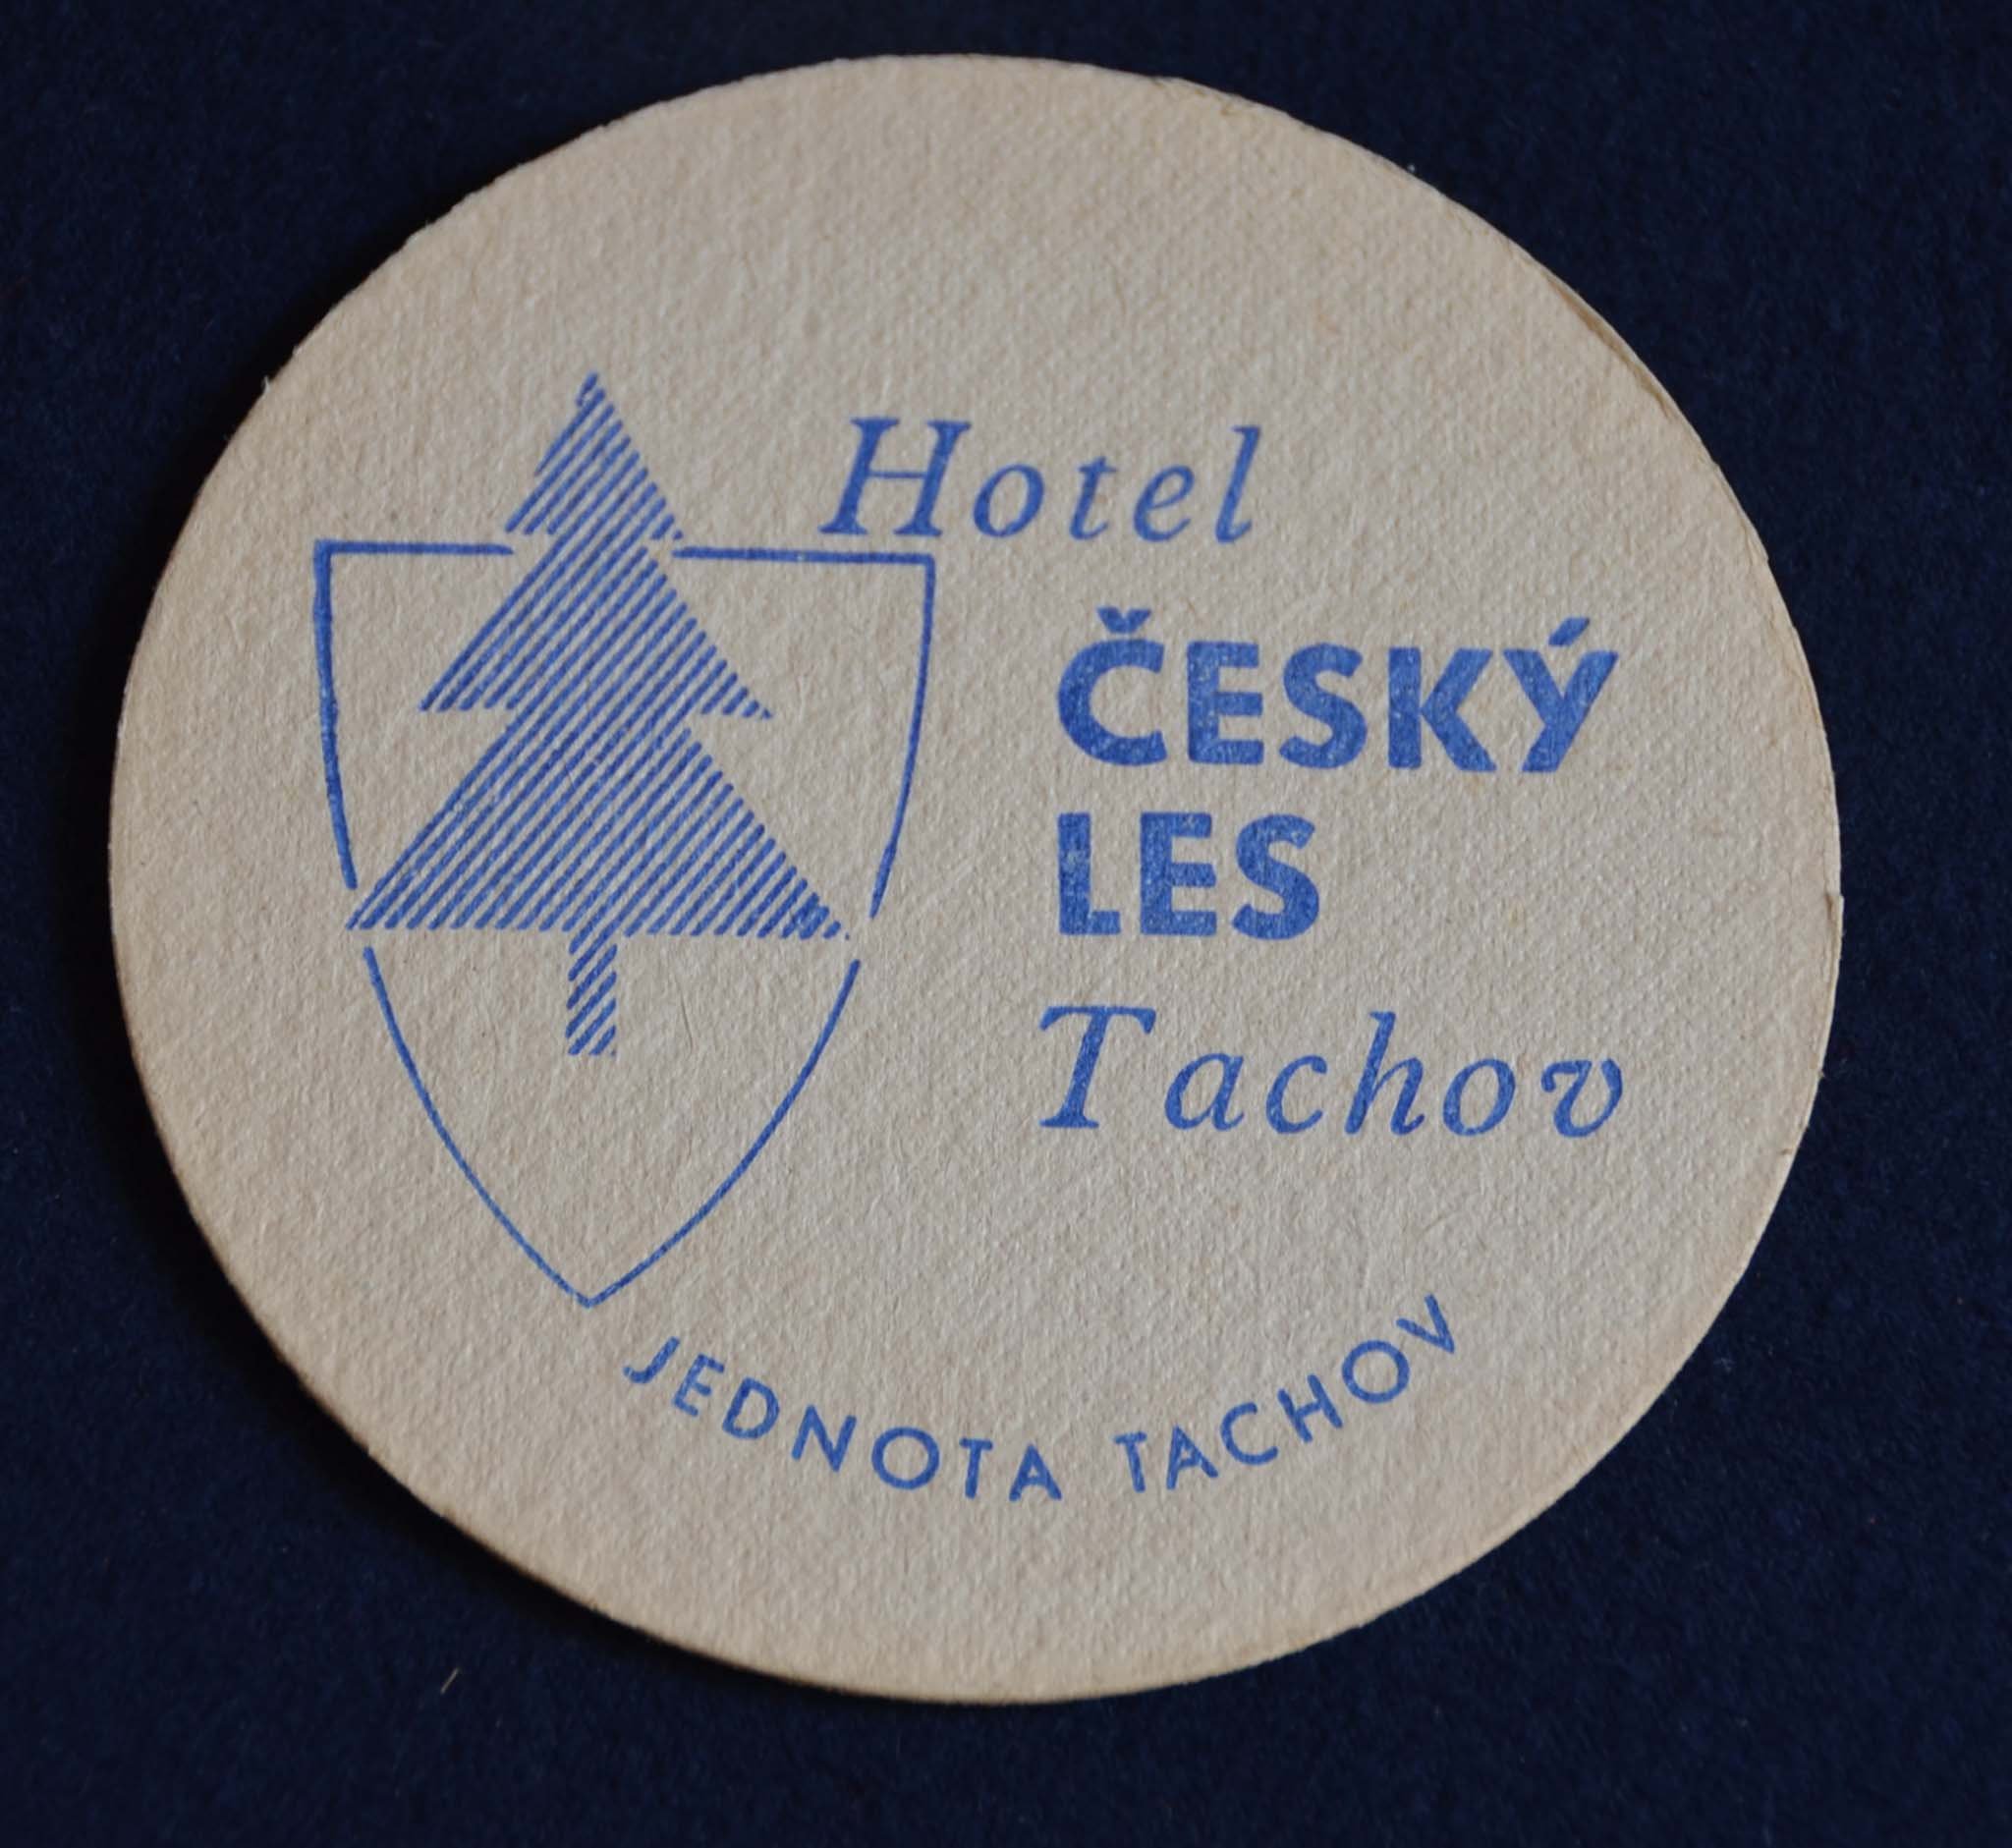 Hotel
ČESKÝ
LES
Tachov
JEDNOTA TACHOV